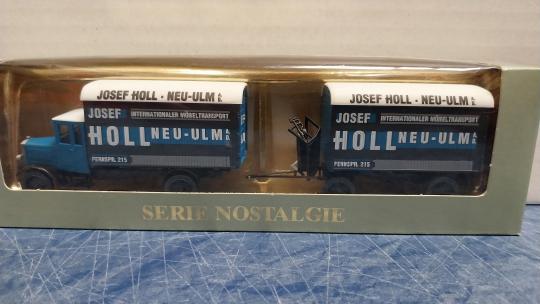 JOSEF HOLL · NEU-ULM A/D.
JOSEF
INTERNATIONALER MÖBELTRANSPORT
HOLL NEU-ULM A/D.
FERNSPR. 215
JOSEF HOLL · NEU-ULM A/D.
JOSEF
INTERNATIONALER MÖBELTRANSPORT
HOLL NEU-ULM A/D.
FERNSPR. 215
SERIE NOSTALGIE